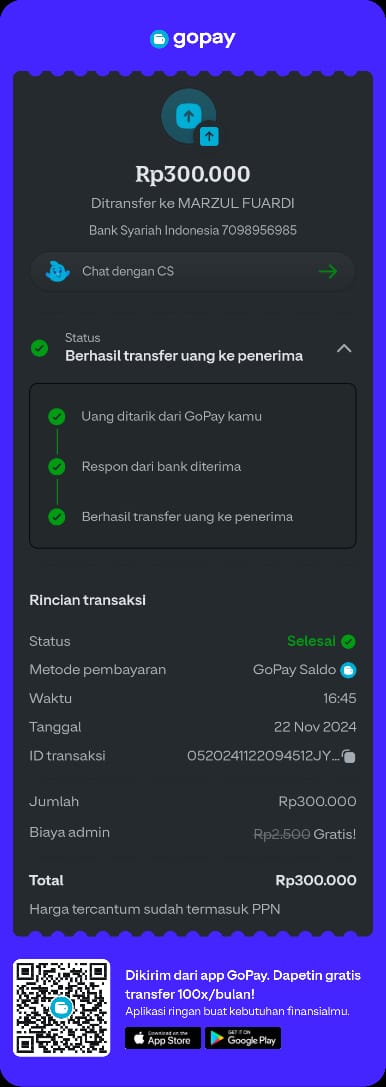 gopay
Rp300.000
Ditransfer ke MARZUL FUARDI
Bank Syariah Indonesia 7098956985
Chat dengan CS
Status
Berhasil transfer uang ke penerima
Uang ditarik dari GoPay kamu
Respon dari bank diterima
Berhasil transfer uang ke penerima
Rincian transaksi
Status Selesai
Metode pembayaran GoPay Saldo
Waktu 16:45
Tanggal 22 Nov 2024
ID transaksi 0520241122094512JY...
Jumlah Rp300.000
Biaya admin Rp2.500 Gratis!
Total Rp300.000
Harga tercantum sudah termasuk PPN
Dikirim dari app GoPay. Dapetin gratis
transfer 100x/bulan!
Aplikasi ringan buat kebutuhan finansialmu.
Download on the App Store GET IT ON Google Play